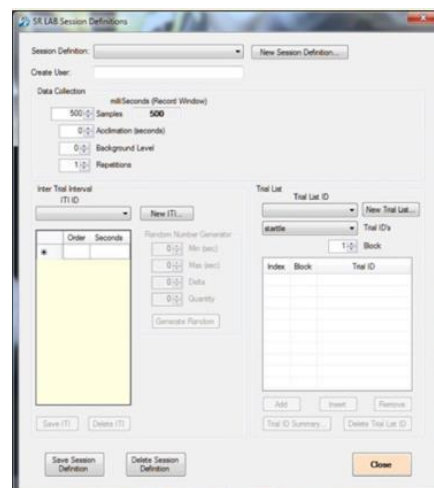 SR LAB Session Definitions
Session Definition:
New Session Definition...
Create User:
Data Collection
milliSeconds (Record Window)
500 Samples 500
0 Acclimation (seconds)
0 Background Level
1 Repetitions
Inter Trial Interval
ITI ID
New ITI...
Order Seconds
Random Number Generator
0 Min (sec)
0 Max (sec)
0 Delta
0 Quantity
Generate Random
Save ITI Delete ITI
Trial List
Trial List ID
New Trial List...
startle Trial ID's
1 Block
Index Block Trial ID
Add Insert Remove
Trial ID Summary... Delete Trial List ID
Save Session Definition
Delete Session Definition
Close